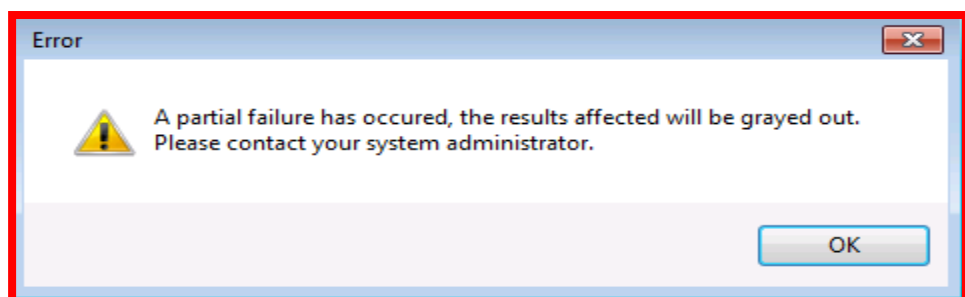 Error
A partial failure has occured, the results affected will be grayed out.
Please contact your system administrator.
OK